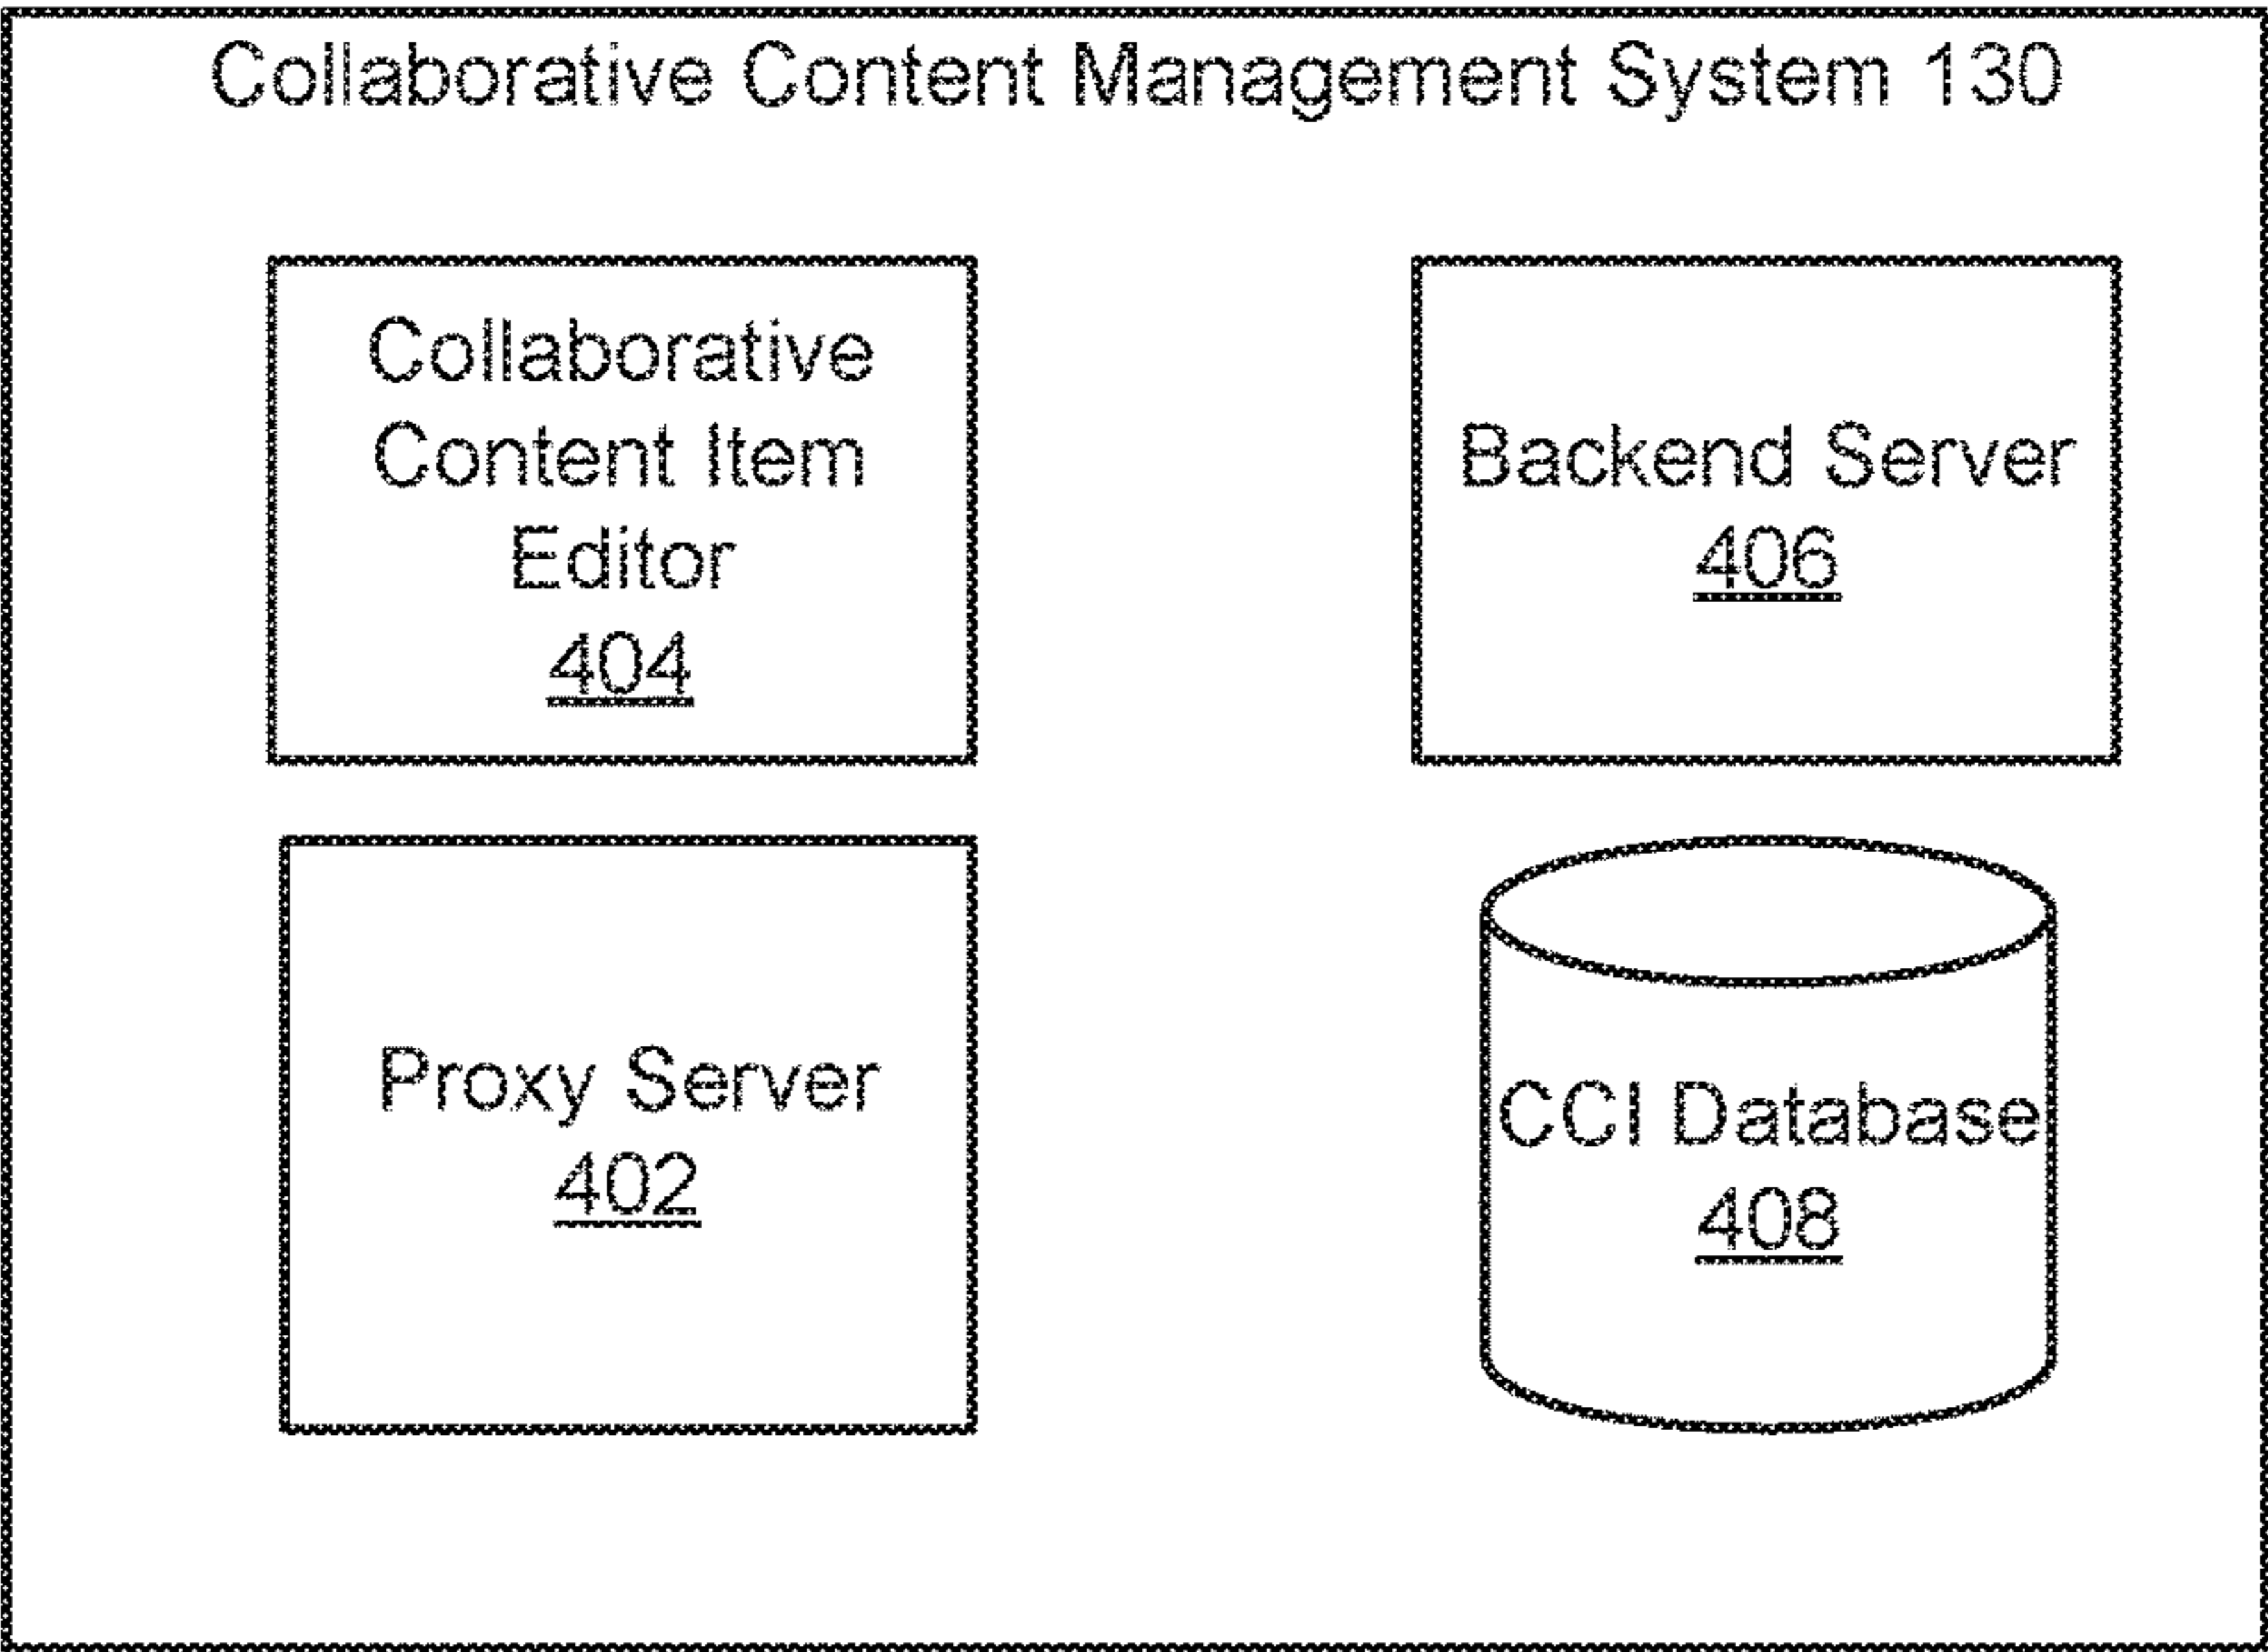 Collaborative Content Management System 130
Collaborative
Content Item
Editor
404
Backend Server
406
Proxy Server
402
CCI Database
408